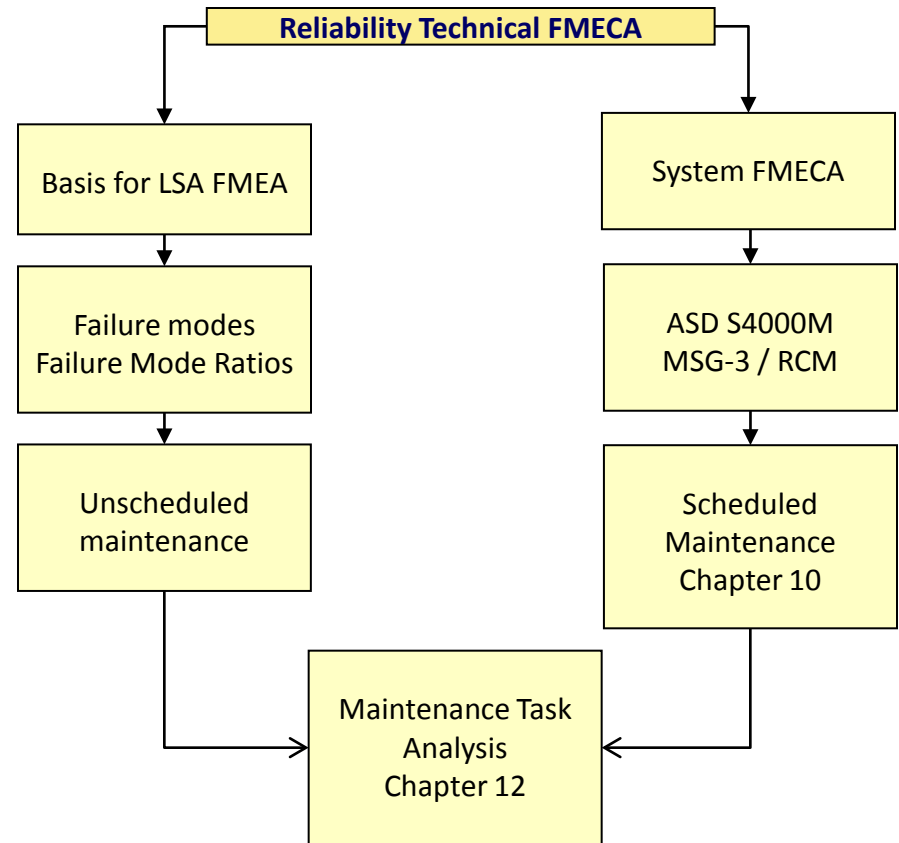 Reliability Technical FMECA
Basis for LSA FMEA
Failure modes
Failure Mode Ratios
Unscheduled
maintenance
System FMECA
ASD S4000M
MSG-3 / RCM
Scheduled
Maintenance
Chapter 10
Maintenance Task
Analysis
Chapter 12